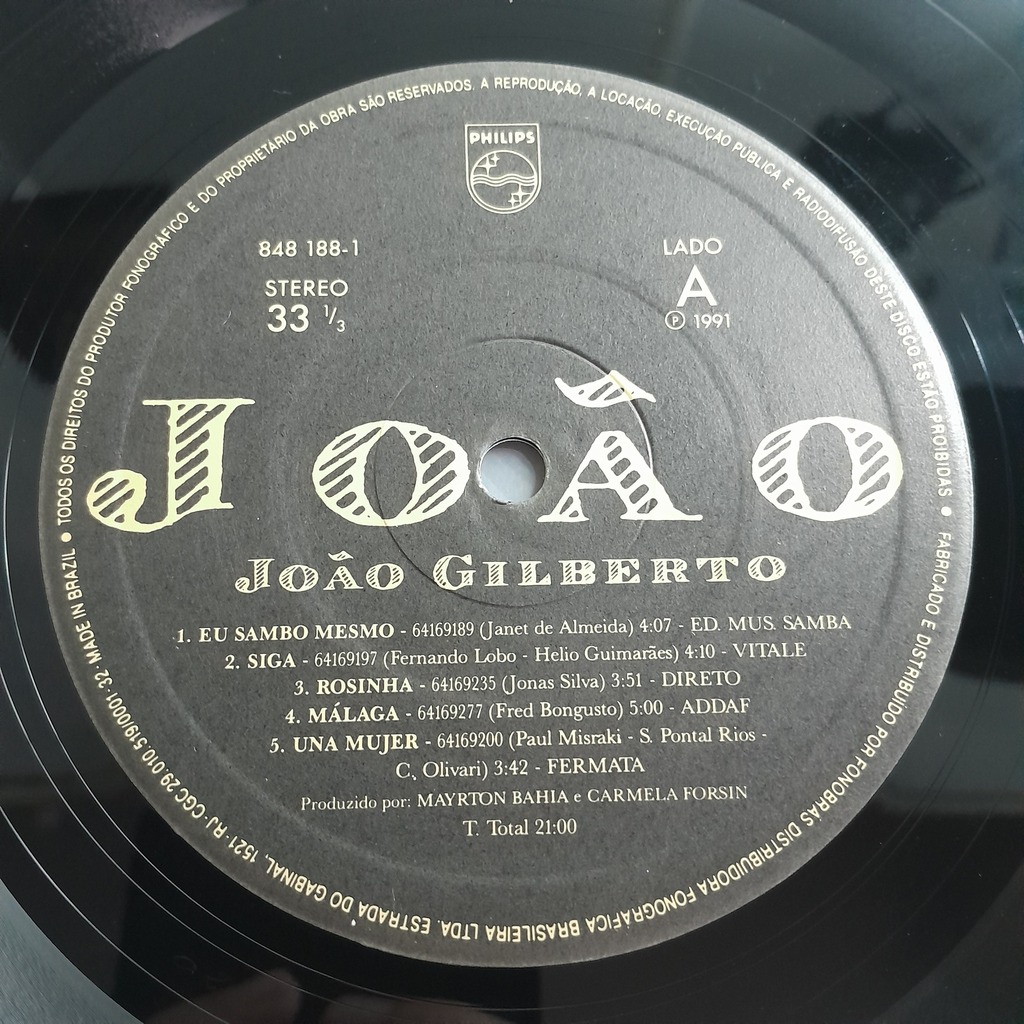 TODOS OS DIREITOS DO PRODUTOR FONOGRÁFICO E DO PROPRIETÁRIO DA OBRA SÃO RESERVADOS. A REPRODUÇÃO, A LOCAÇÃO, EXECUÇÃO PÚBLICA E RADIODIFUSÃO DESTE DISCO ESTÃO PROIBIDAS •
PHILIPS
848 188-1
STEREO
33 1/3
LADO
A
Ⓟ 1991
JOÃO
JOÃO GILBERTO
1. EU SAMBO MESMO - 64169189 (Janet de Almeida) 4:07 - ED. MUS. SAMBA
2. SIGA - 64169197 (Fernando Lobo - Helio Guimarães) 4:10 - VITALE
3. ROSINHA - 64169235 (Jonas Silva) 3:51 - DIRETO
4. MÁLAGA - 64169277 (Fred Bongusto) 5:00 - ADDAF
5. UNA MUJER - 64169200 (Paul Misraki - S. Pontal Rios -
C. Olivari) 3:42 - FERMATA
Produzido por: MAYRTON BAHIA e CARMELA FORSIN
T. Total 21:00
FABRICADO E DISTRIBUIDO POR FONOBRAS DISTRIBUIDORA FONOGRÁFICA BRASILEIRA LTDA. ESTRADA DO GABINAL, 1521 - RJ - CGC 29.010.519/0001-32 - MADE IN BRAZIL •